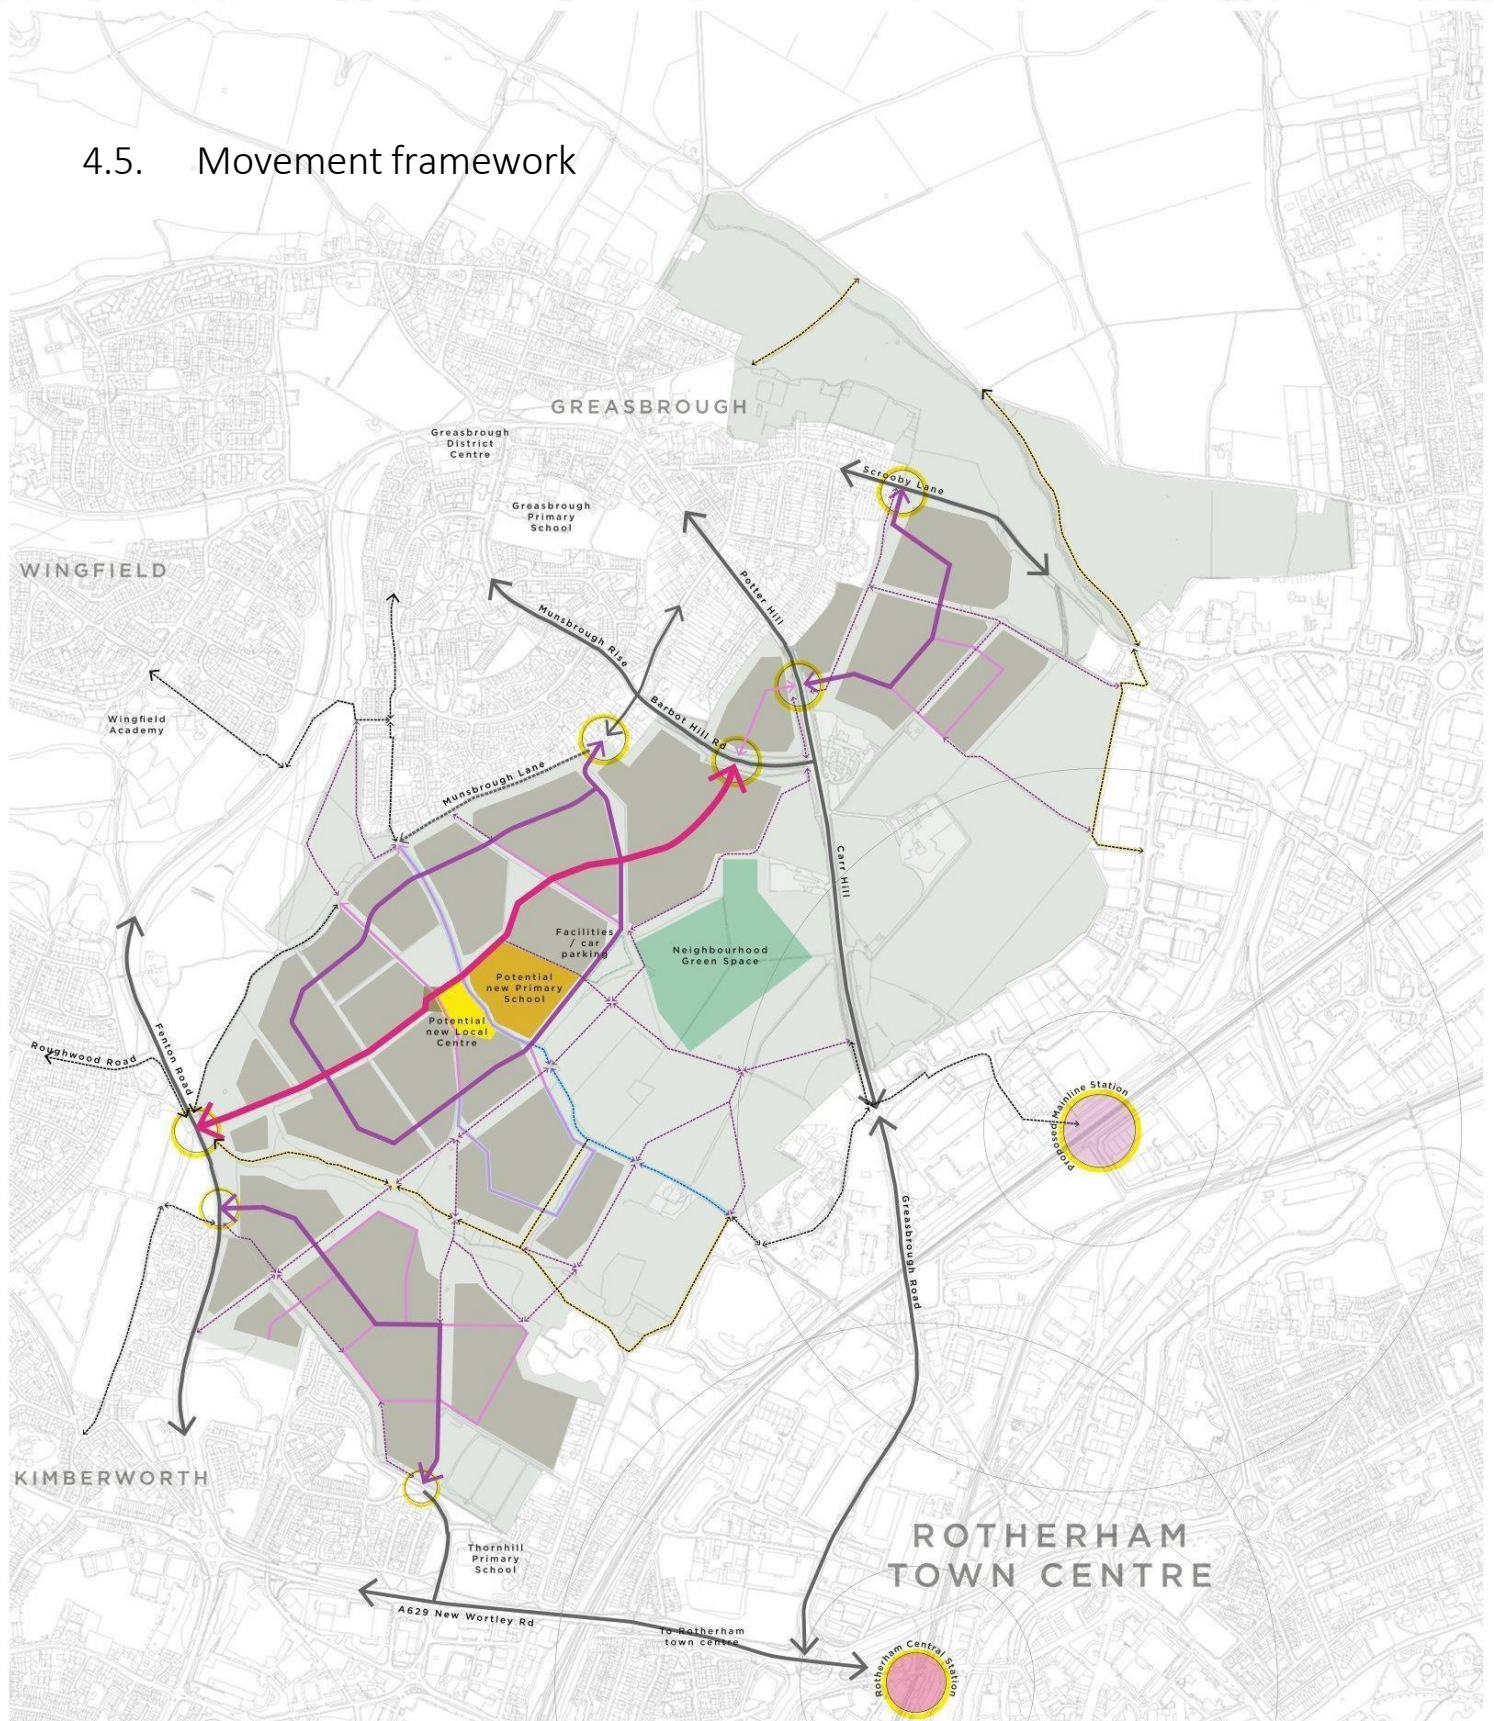 4.5. Movement framework
GREASBROUGH
Greasbrough
District
Centre
Scrooby Lane
Greasbrough
Primary
School
WINGFIELD
Potter Hill
Munsbrough Rise
Barbot Hill Rd
Wingfield
Academy
Munsbrough Lane
Carr Hill
Facilities
/ car
parking
Neighbourhood
Green Space
Potential
new Primary
School
Potential
new Local
Centre
Fenton Road
Roughwood Road
Proposed Mainline Station
Greasbrough Road
KIMBERWORTH
ROTHERHAM
TOWN CENTRE
Thornhill
Primary
School
A629 New Wortley Rd
To Rotherham
town centre
Rotherham Central Station